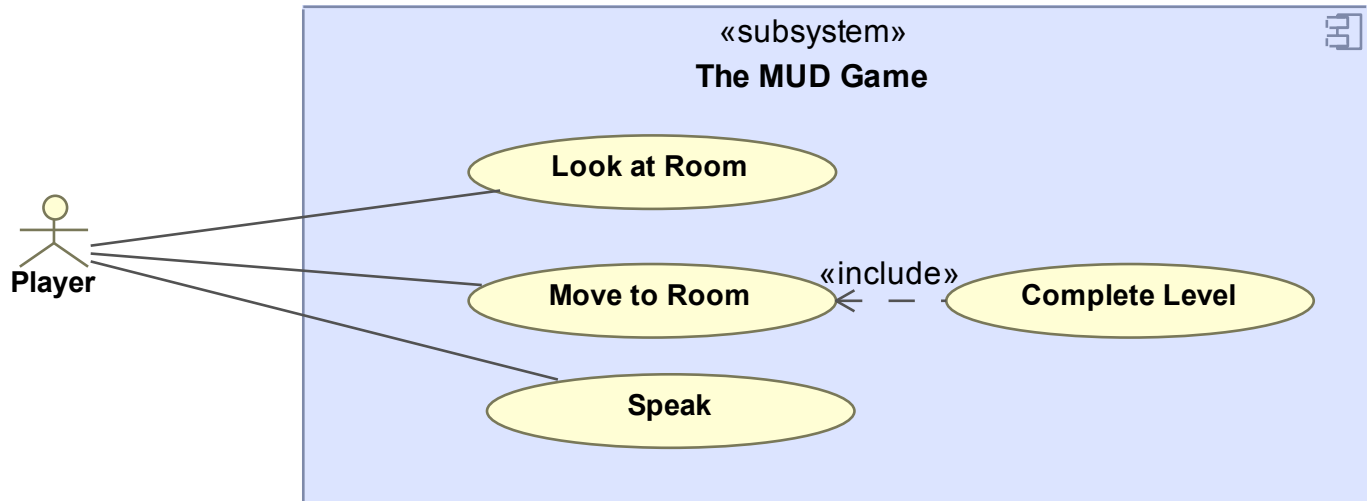 «subsystem»
The MUD Game
Look at Room
Player
Move to Room
«include»
Complete Level
Speak